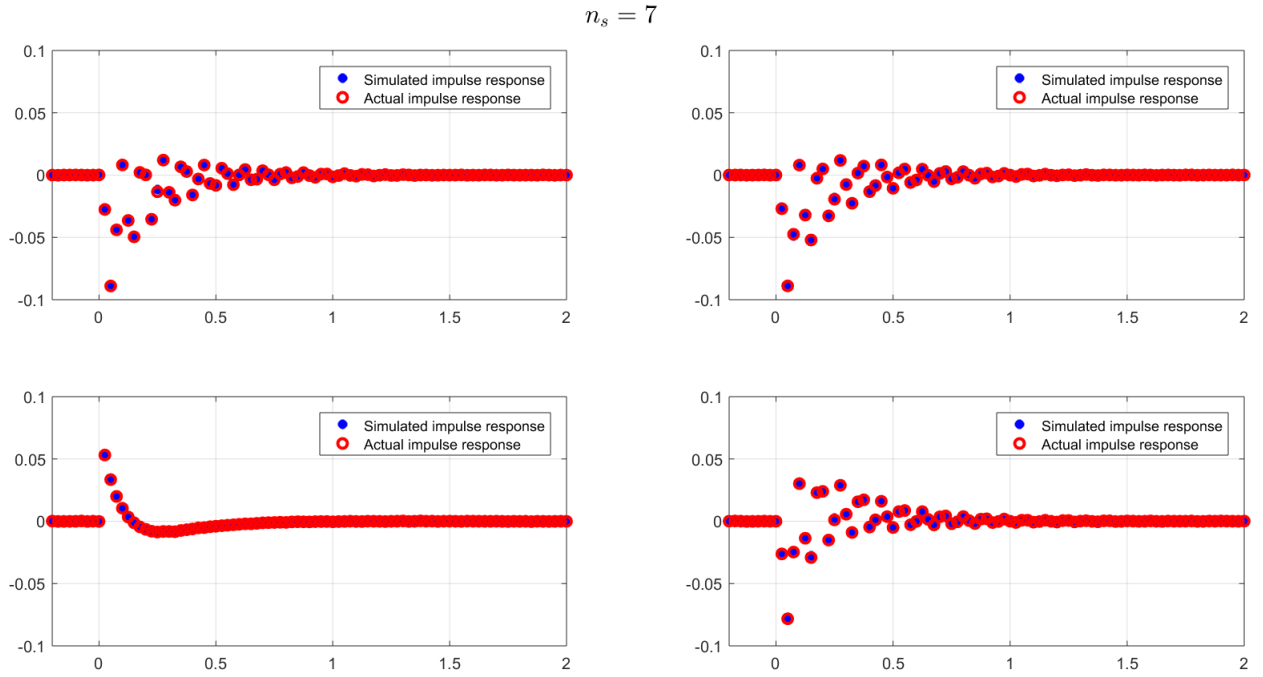 n_s = 7
0.1
0.05
0
-0.05
-0.1
0 0.5 1 1.5 2
Simulated impulse response
Actual impulse response
0.1
0.05
0
-0.05
-0.1
0 0.5 1 1.5 2
Simulated impulse response
Actual impulse response
0.1
0.05
0
-0.05
-0.1
0 0.5 1 1.5 2
Simulated impulse response
Actual impulse response
0.1
0.05
0
-0.05
-0.1
0 0.5 1 1.5 2
Simulated impulse response
Actual impulse response